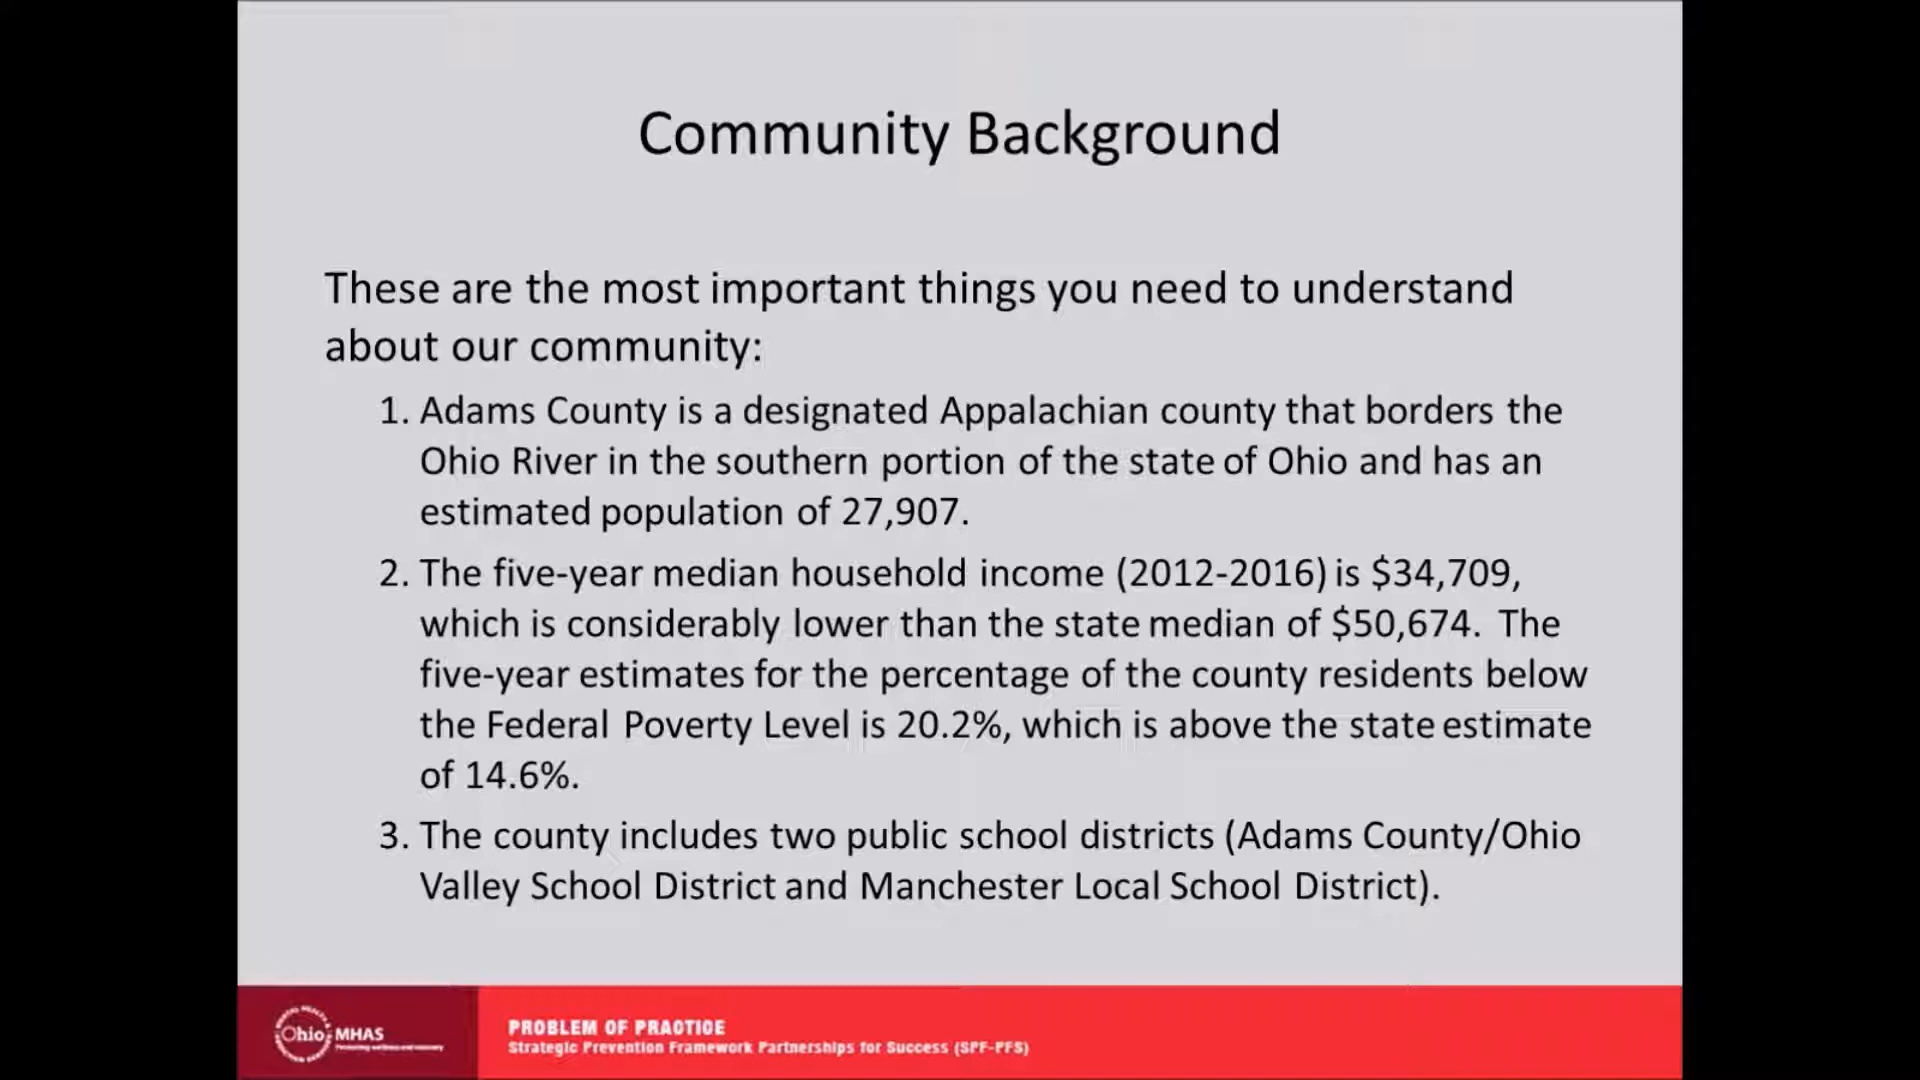 Community Background
These are the most important things you need to understand
about our community:
1. Adams County is a designated Appalachian county that borders the
Ohio River in the southern portion of the state of Ohio and has an
estimated population of 27,907.
2. The five-year median household income (2012-2016) is $34,709,
which is considerably lower than the state median of $50,674. The
five-year estimates for the percentage of the county residents below
the Federal Poverty Level is 20.2%, which is above the state estimate
of 14.6%.
3. The county includes two public school districts (Adams County/Ohio
Valley School District and Manchester Local School District).
Ohio MHAS
PROBLEM OF PRACTICE
Strategic Prevention Framework Partnerships for Success (SPF-PFS)